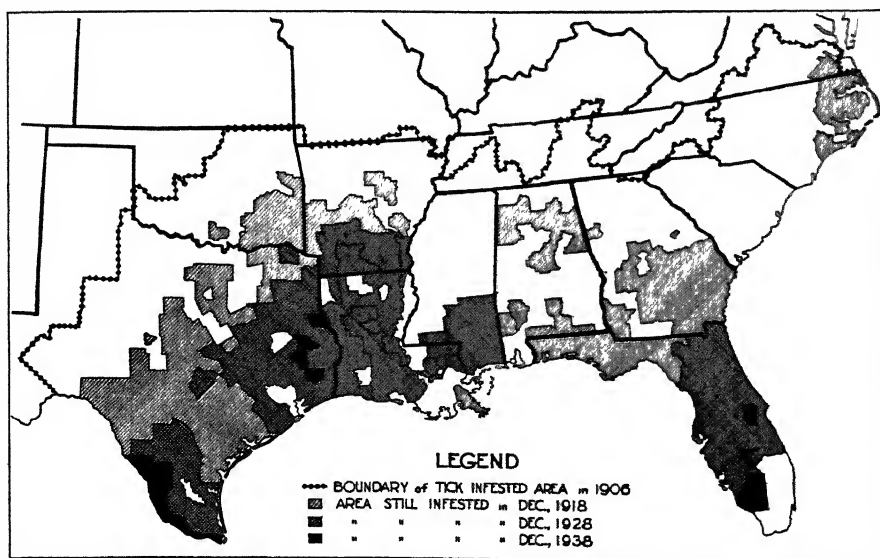 LEGEND
BOUNDARY of TICK INFESTED AREA in 1906
AREA STILL INFESTED in DEC., 1918
" " " " DEC., 1928
" " " " DEC., 1938